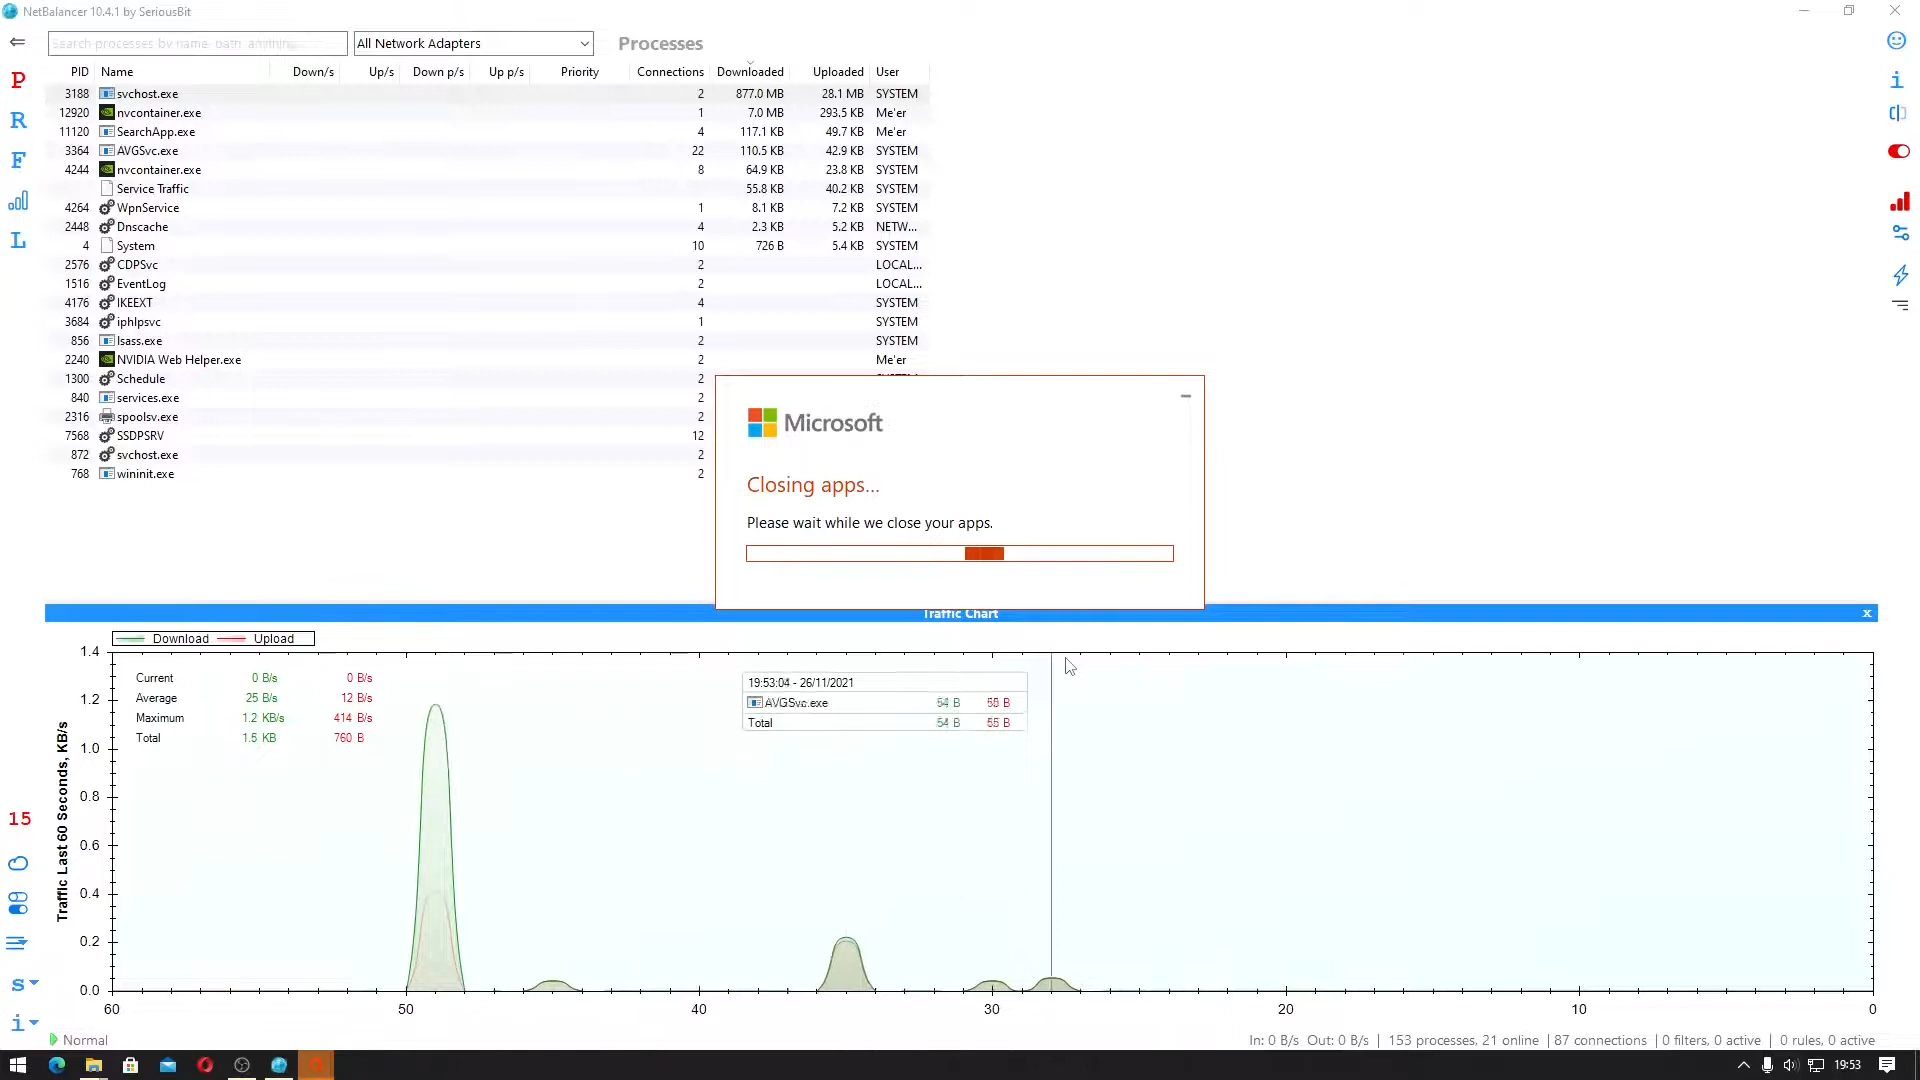 NetBalancer 10.4.1 by SeriousBit
Search processes by name, path, anything...
All Network Adapters
Processes
PID Name Down/s Up/s Down p/s Up p/s Priority Connections Downloaded Uploaded User
3188 svchost.exe 2 877.0 MB 28.1 MB SYSTEM
12920 nvcontainer.exe 1 7.0 MB 293.5 KB Me'er
11120 SearchApp.exe 4 117.1 KB 49.7 KB Me'er
3364 AVGSvc.exe 22 110.5 KB 42.9 KB SYSTEM
4244 nvcontainer.exe 8 64.9 KB 23.8 KB SYSTEM
Service Traffic 55.8 KB 40.2 KB SYSTEM
4264 WpnService 1 8.1 KB 7.2 KB SYSTEM
2448 Dnscache 4 2.3 KB 5.2 KB NETW...
4 System 10 726 B 5.4 KB SYSTEM
2576 CDPSvc 2 LOCAL...
1516 EventLog 2 LOCAL...
4176 IKEEXT 4 SYSTEM
3684 iphlpsvc 1 SYSTEM
856 lsass.exe 2 SYSTEM
2240 NVIDIA Web Helper.exe 2 Me'er
1300 Schedule 2
840 services.exe 2
2316 spoolsv.exe 2
7568 SSDPSRV 12
872 svchost.exe 2
768 wininit.exe 2
P
R
F
L
15
s
i
i
Microsoft
Closing apps...
Please wait while we close your apps.
Traffic Chart x
Download Upload
Current 0 B/s 0 B/s
Average 25 B/s 12 B/s
Maximum 1.2 KB/s 414 B/s
Total 1.5 KB 760 B
19:53:04 - 26/11/2021
AVGSvc.exe 54 B 55 B
Total 54 B 55 B
Traffic Last 60 Seconds, KB/s
1.4
1.2
1.0
0.8
0.6
0.4
0.2
0.0
60 50 40 30 20 10 0
Normal
In: 0 B/s Out: 0 B/s | 153 processes, 21 online | 87 connections | 0 filters, 0 active | 0 rules, 0 active
19:53